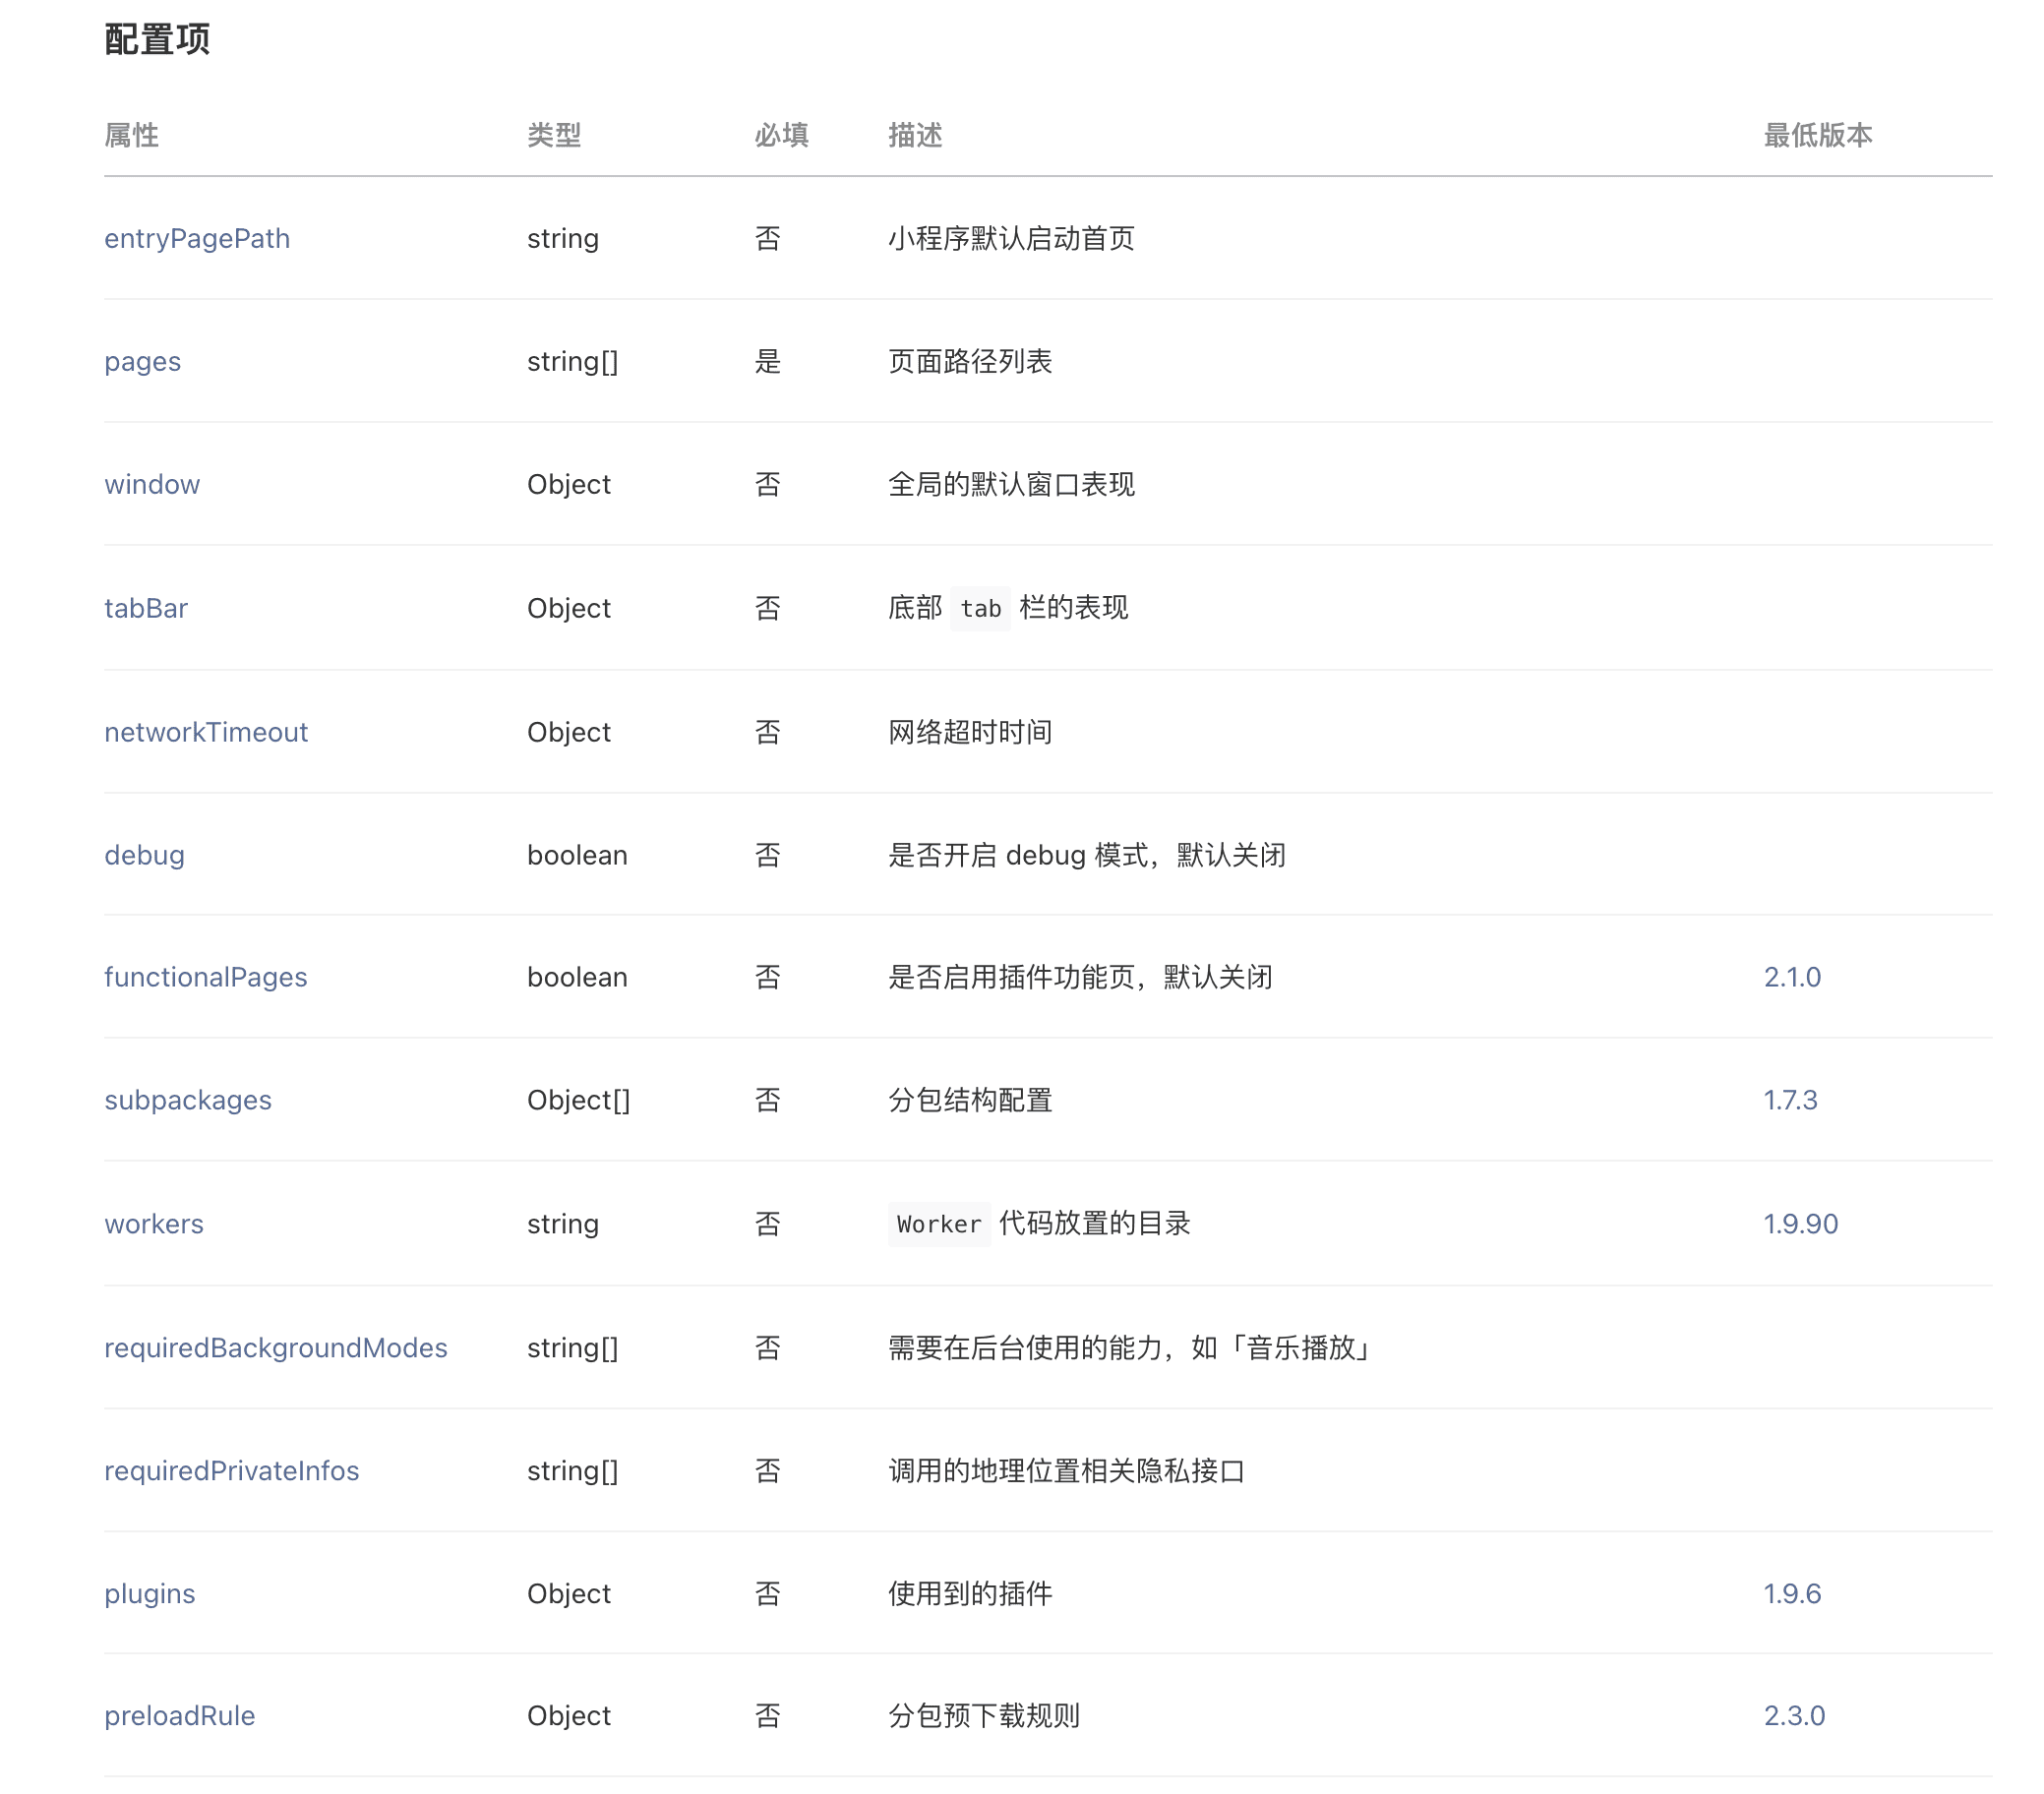 配置项
属性 类型 必填 描述 最低版本
entryPagePath string 否 小程序默认启动首页
pages string[] 是 页面路径列表
window Object 否 全局的默认窗口表现
tabBar Object 否 底部 tab 栏的表现
networkTimeout Object 否 网络超时时间
debug boolean 否 是否开启 debug 模式，默认关闭
functionalPages boolean 否 是否启用插件功能页，默认关闭 2.1.0
subpackages Object[] 否 分包结构配置 1.7.3
workers string 否 Worker 代码放置的目录 1.9.90
requiredBackgroundModes string[] 否 需要在后台使用的能力，如「音乐播放」
requiredPrivateInfos string[] 否 调用的地理位置相关隐私接口
plugins Object 否 使用到的插件 1.9.6
preloadRule Object 否 分包预下载规则 2.3.0